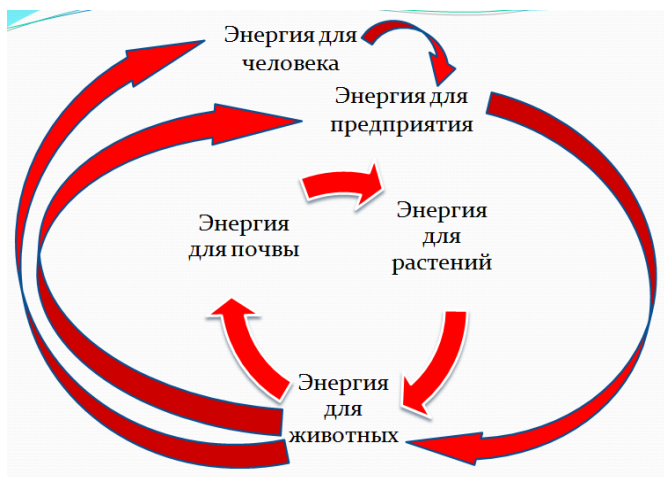 Энергия для
человека
Энергия для
предприятия
Энергия
для почвы
Энергия
для
растений
Энергия
для
животных